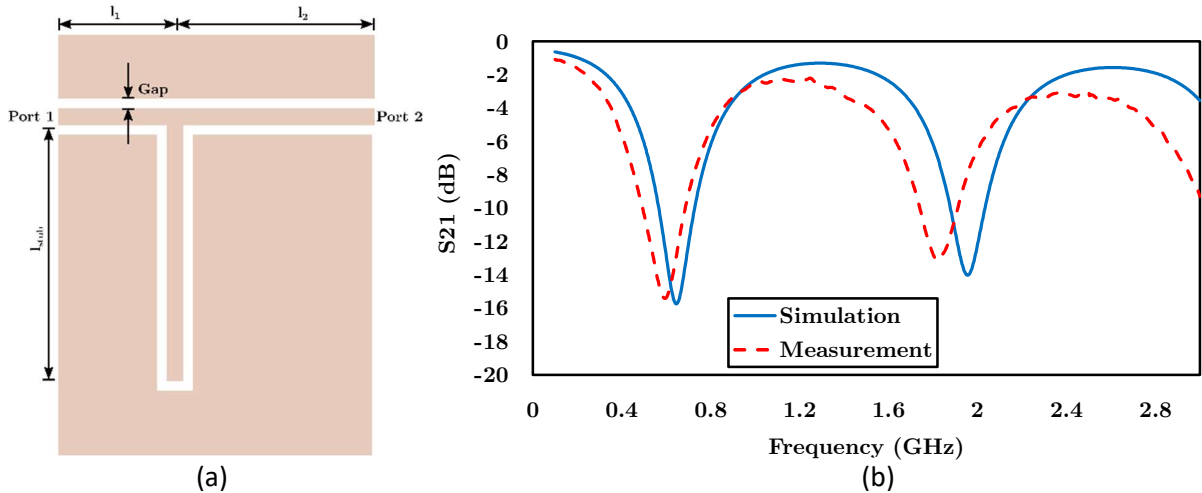 l₁
l₂
Gap
Port 1
Port 2
lstub
(a)
0
-2
-4
-6
-8
-10
-12
-14
-16
-18
-20
S21 (dB)
Simulation
Measurement
0
0.4
0.8
1.2
1.6
2
2.4
2.8
Frequency (GHz)
(b)